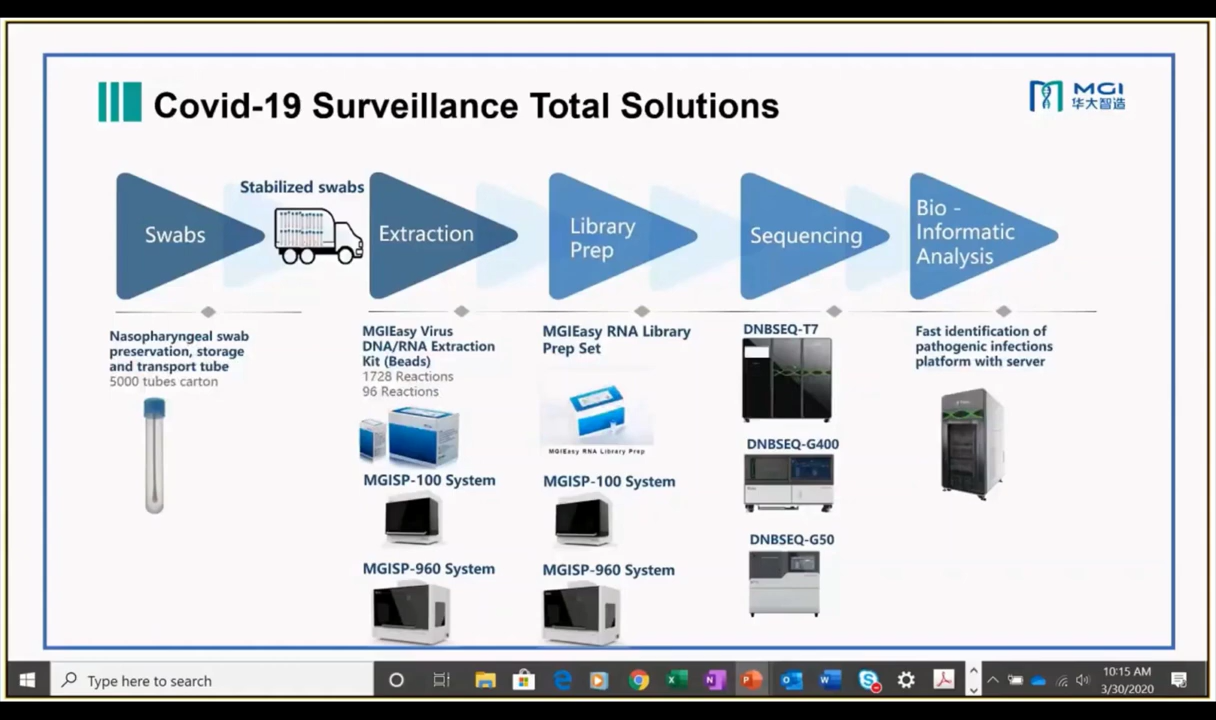 Covid-19 Surveillance Total Solutions
MGI
华大智造
Swabs
Stabilized swabs
Extraction
Library
Prep
Sequencing
Bio -
Informatic
Analysis
Nasopharyngeal swab
preservation, storage
and transport tube
5000 tubes carton
MGIEasy Virus
DNA/RNA Extraction
Kit (Beads)
1728 Reactions
96 Reactions
MGISP-100 System
MGISP-960 System
MGIEasy RNA Library
Prep Set
MGIEasy RNA Library Prep
MGISP-100 System
MGISP-960 System
DNBSEQ-T7
DNBSEQ-G400
DNBSEQ-G50
Fast identification of
pathogenic infections
platform with server
Type here to search
10:15 AM
3/30/2020